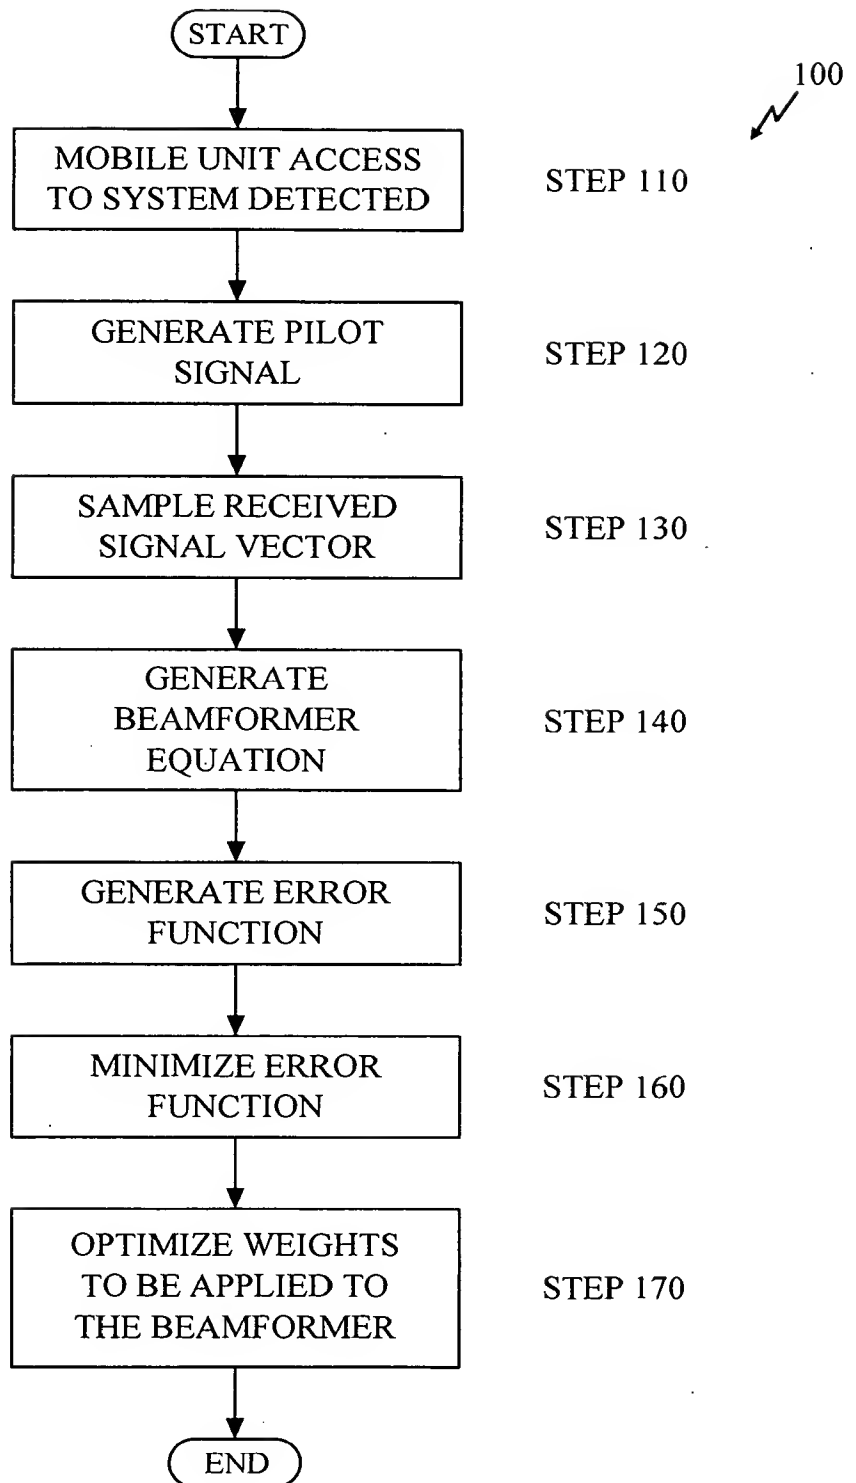 START
100
MOBILE UNIT ACCESS
TO SYSTEM DETECTED
STEP 110
GENERATE PILOT
SIGNAL
STEP 120
SAMPLE RECEIVED
SIGNAL VECTOR
STEP 130
GENERATE
BEAMFORMER
EQUATION
STEP 140
GENERATE ERROR
FUNCTION
STEP 150
MINIMIZE ERROR
FUNCTION
STEP 160
OPTIMIZE WEIGHTS
TO BE APPLIED TO
THE BEAMFORMER
STEP 170
END